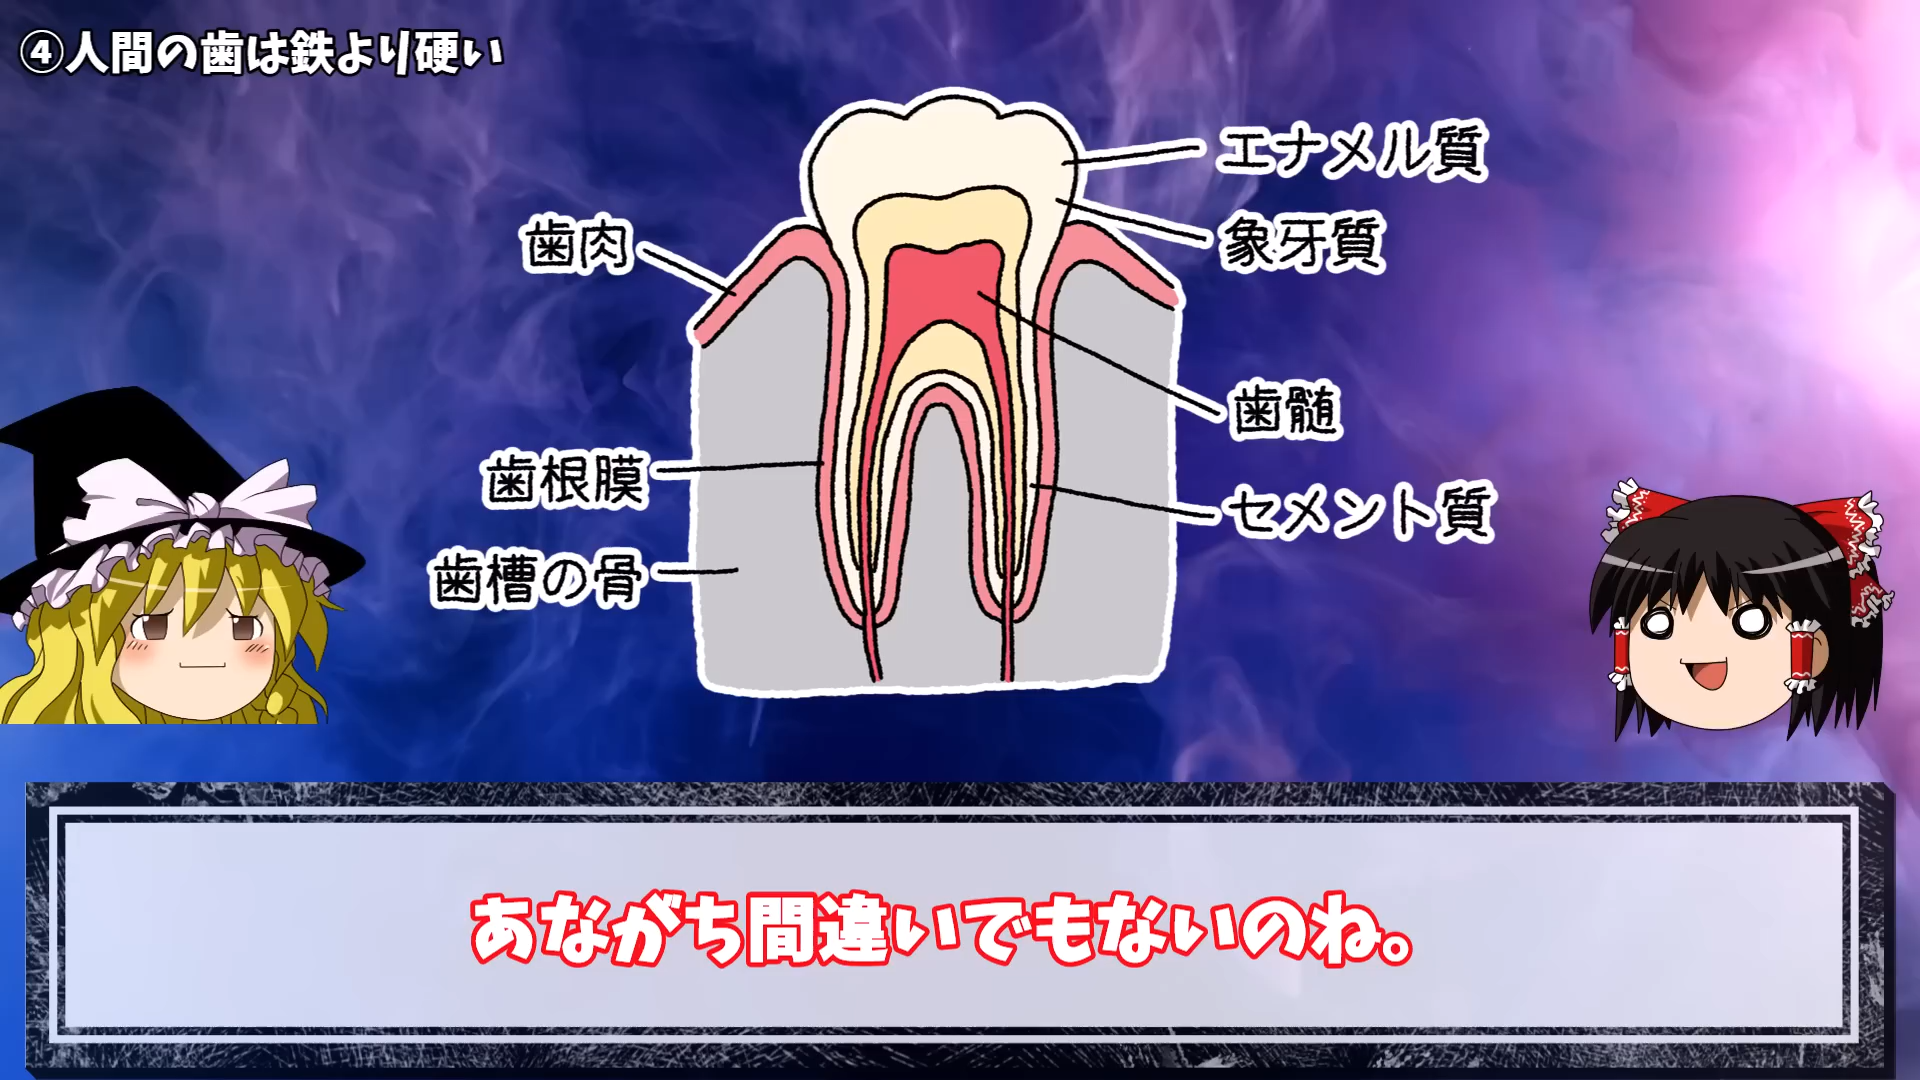 ④人間の歯は鉄より硬い
エナメル質
象牙質
歯肉
歯髄
歯根膜
セメント質
歯槽の骨
あながち間違いでもないのね。